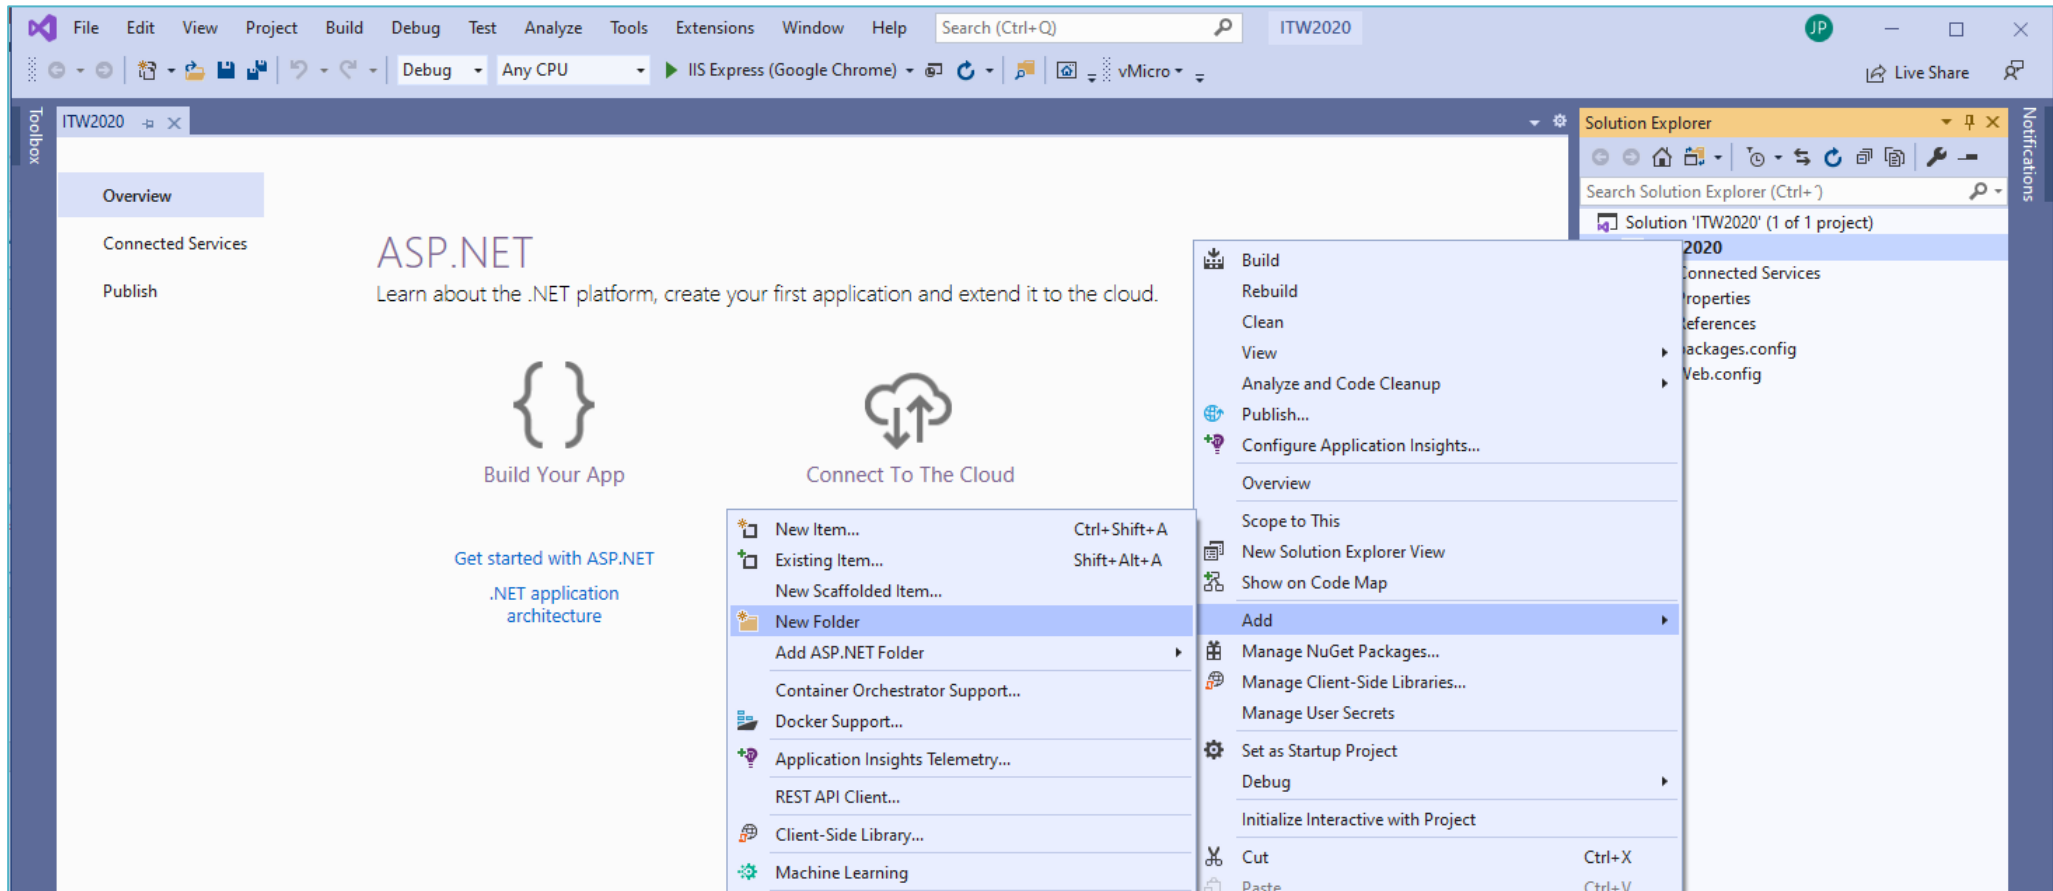 File Edit View Project Build Debug Test Analyze Tools Extensions Window Help Search (Ctrl+Q) ITW2020 JP
Debug Any CPU IIS Express (Google Chrome) vMicro Live Share
Toolbox
ITW2020
Overview
Connected Services
Publish
ASP.NET
Learn about the .NET platform, create your first application and extend it to the cloud.
Build Your App
Connect To The Cloud
Get started with ASP.NET
.NET application
architecture
New Item... Ctrl+Shift+A
Existing Item... Shift+Alt+A
New Scaffolded Item...
New Folder
Add ASP.NET Folder
Container Orchestrator Support...
Docker Support...
Application Insights Telemetry...
REST API Client...
Client-Side Library...
Machine Learning
Build
Rebuild
Clean
View
Analyze and Code Cleanup
Publish...
Configure Application Insights...
Overview
Scope to This
New Solution Explorer View
Show on Code Map
Add
Manage NuGet Packages...
Manage Client-Side Libraries...
Manage User Secrets
Set as Startup Project
Debug
Initialize Interactive with Project
Cut Ctrl+X
Paste Ctrl+V
Solution Explorer
Search Solution Explorer (Ctrl+´)
Solution 'ITW2020' (1 of 1 project)
2020
Connected Services
Properties
References
packages.config
Web.config
Notifications